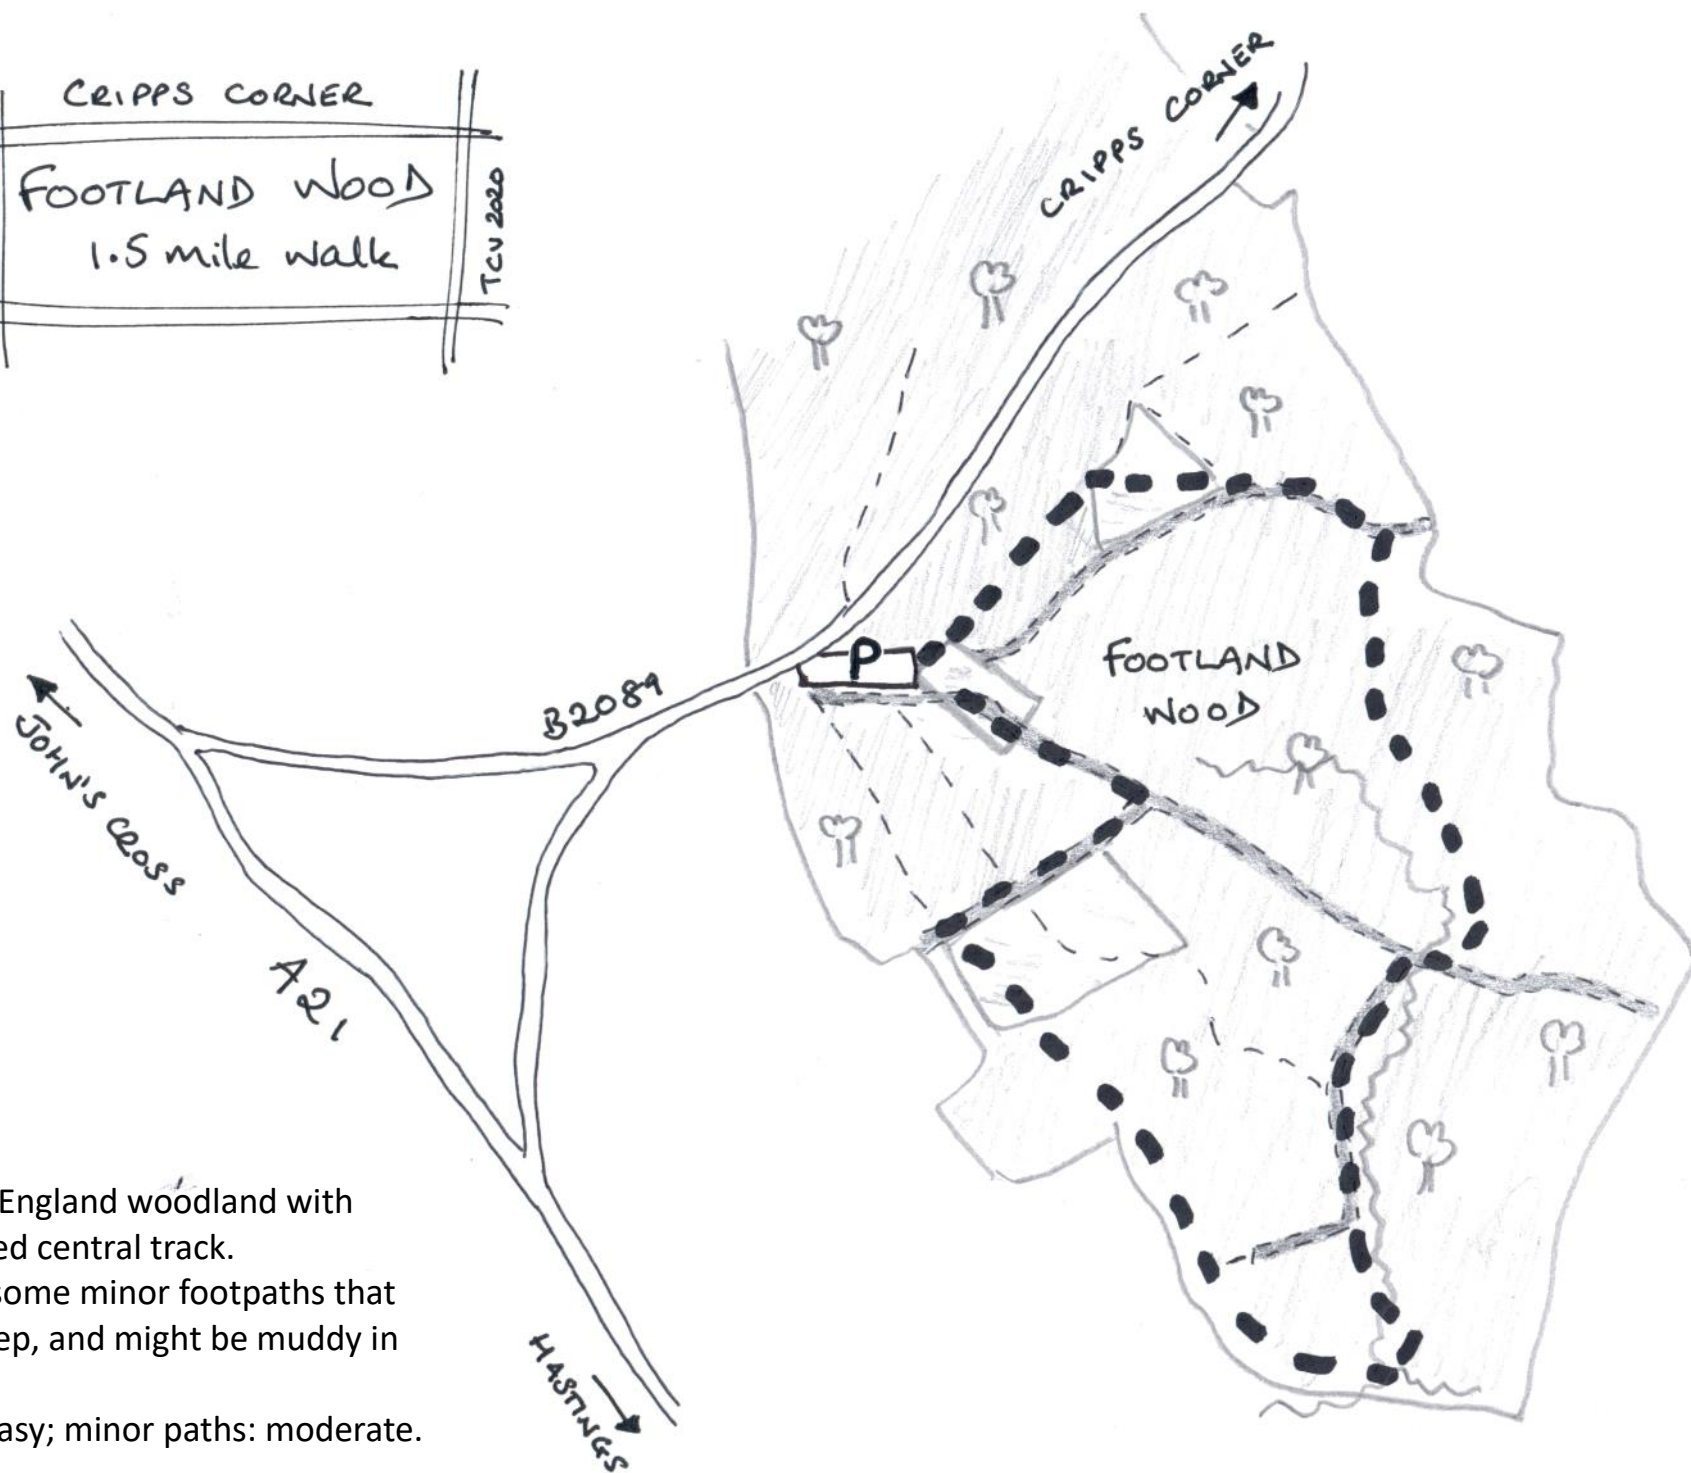 CRIPPS CORNER
FOOTLAND WOOD
1.5 mile walk
TCV 2020
CRIPPS CORNER
P
FOOTLAND
WOOD
B2089
JOHN'S CROSS
A21
HASTINGS
England woodland with
ed central track.
some minor footpaths that
ep, and might be muddy in
asy; minor paths: moderate.